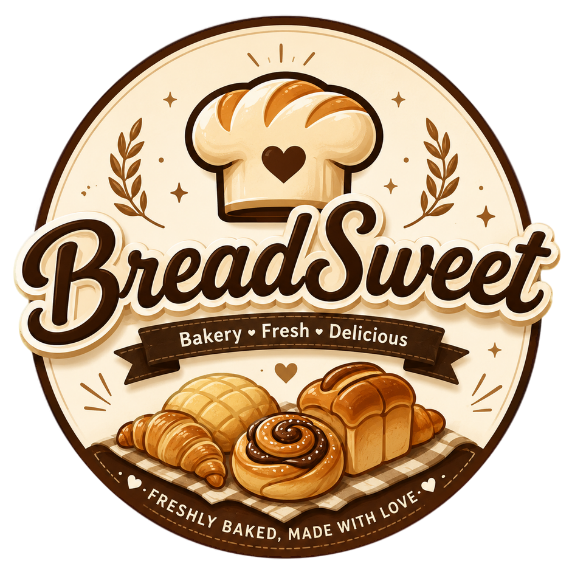 BreadSweet
Bakery ♥ Fresh ♥ Delicious
FRESHLY BAKED, MADE WITH LOVE